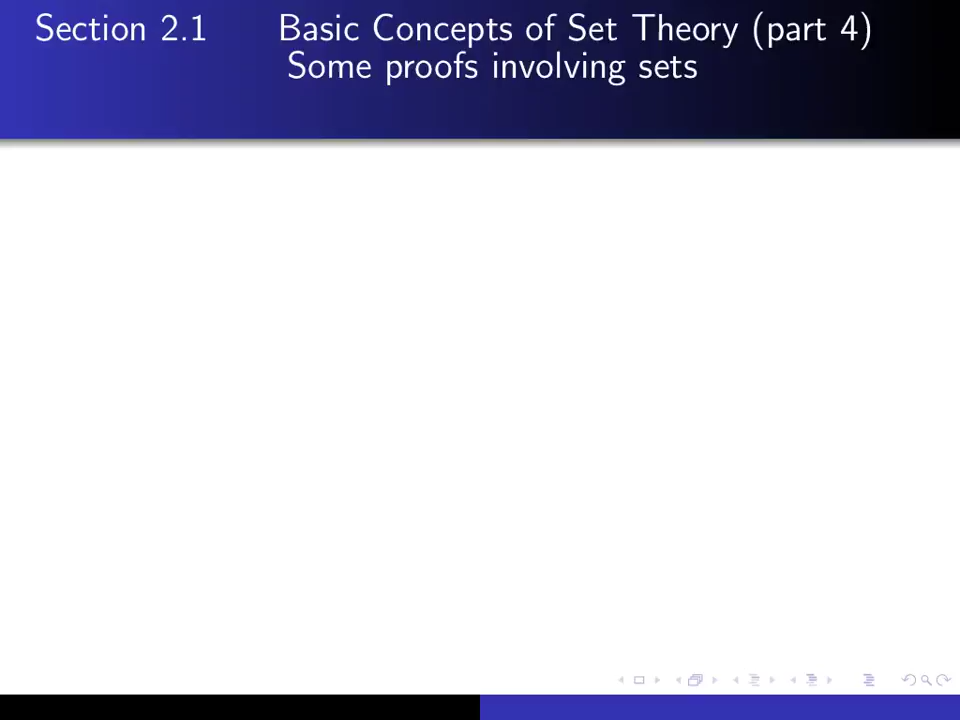 Section 2.1 Basic Concepts of Set Theory (part 4)
Some proofs involving sets